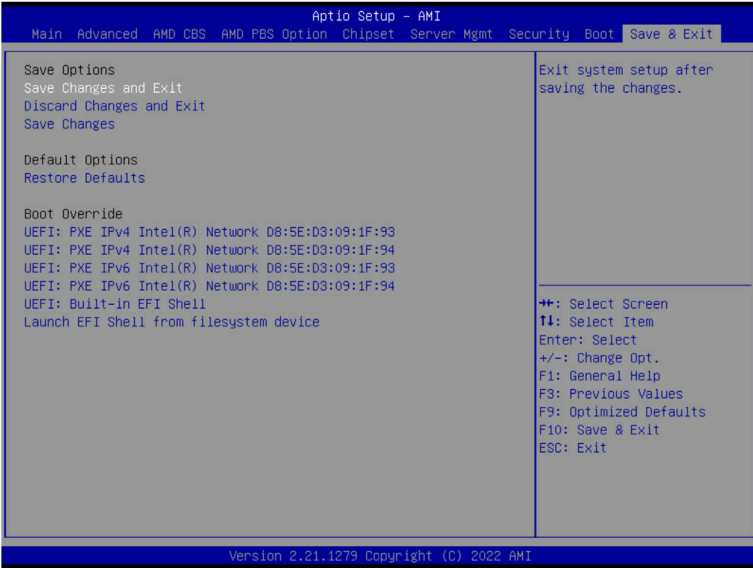 Aptio Setup - AMI
Main Advanced AMD CBS AMD PBS Option Chipset Server Mgmt Security Boot Save & Exit
Save Options
Save Changes and Exit
Discard Changes and Exit
Save Changes
Default Options
Restore Defaults
Boot Override
UEFI: PXE IPv4 Intel(R) Network D8:5E:D3:09:1F:93
UEFI: PXE IPv4 Intel(R) Network D8:5E:D3:09:1F:94
UEFI: PXE IPv6 Intel(R) Network D8:5E:D3:09:1F:93
UEFI: PXE IPv6 Intel(R) Network D8:5E:D3:09:1F:94
UEFI: Built-in EFI Shell
Launch EFI Shell from filesystem device
Exit system setup after
saving the changes.
→←: Select Screen
↑↓: Select Item
Enter: Select
+/-: Change Opt.
F1: General Help
F3: Previous Values
F9: Optimized Defaults
F10: Save & Exit
ESC: Exit
Version 2.21.1279 Copyright (C) 2022 AMI